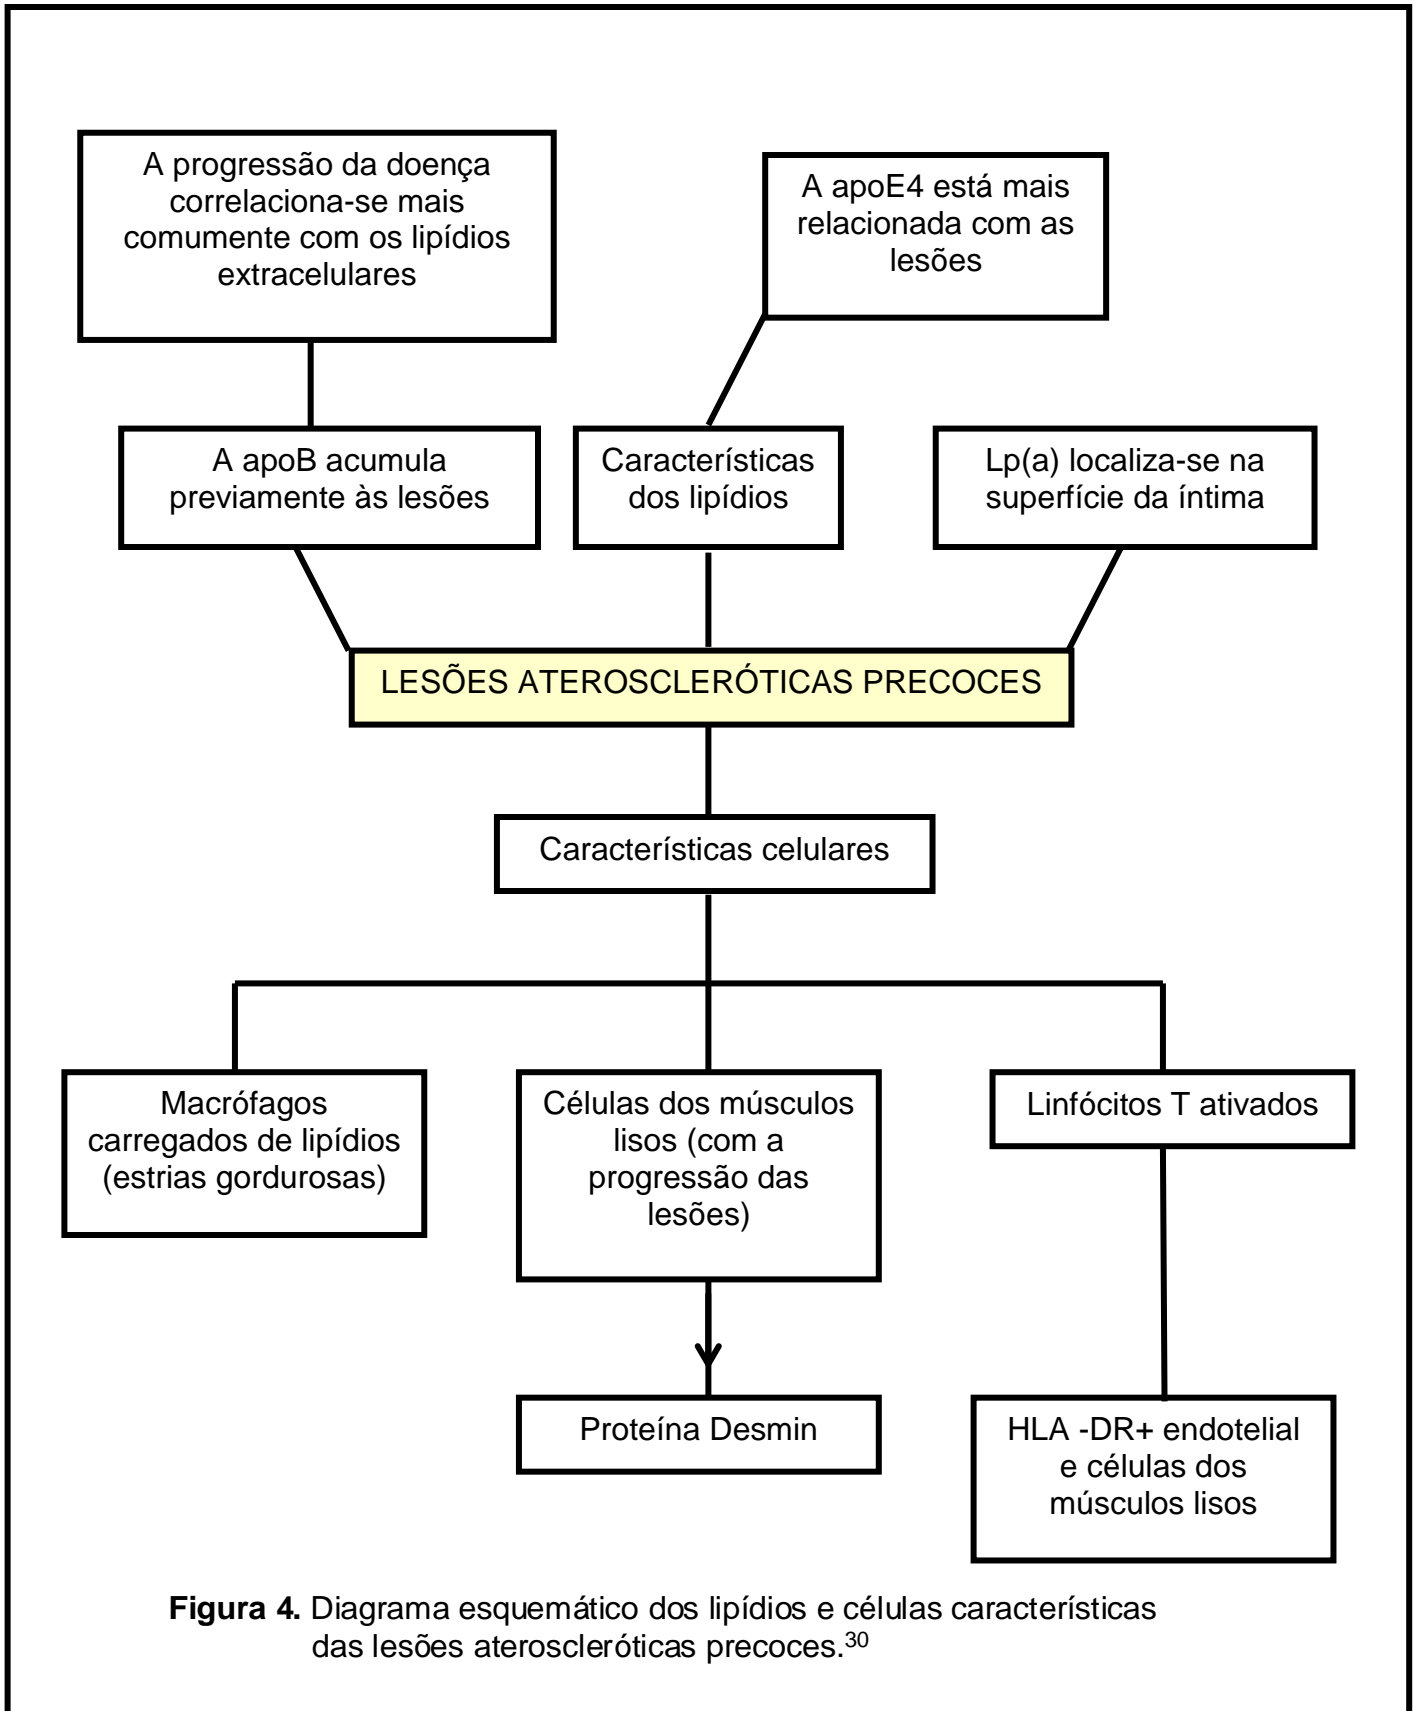 A progressão da doença
correlaciona-se mais
comumente com os lipídios
extracelulares
A apoE4 está mais
relacionada com as
lesões
A apoB acumula
previamente às lesões
Características
dos lipídios
Lp(a) localiza-se na
superfície da íntima
LESÕES ATEROSCLERÓTICAS PRECOCES
Características celulares
Macrófagos
carregados de lipídios
(estrias gordurosas)
Células dos músculos
lisos (com a
progressão das
lesões)
Linfócitos T ativados
Proteína Desmin
HLA -DR+ endotelial
e células dos
músculos lisos
Figura 4. Diagrama esquemático dos lipídios e células características
das lesões ateroscleróticas precoces.30